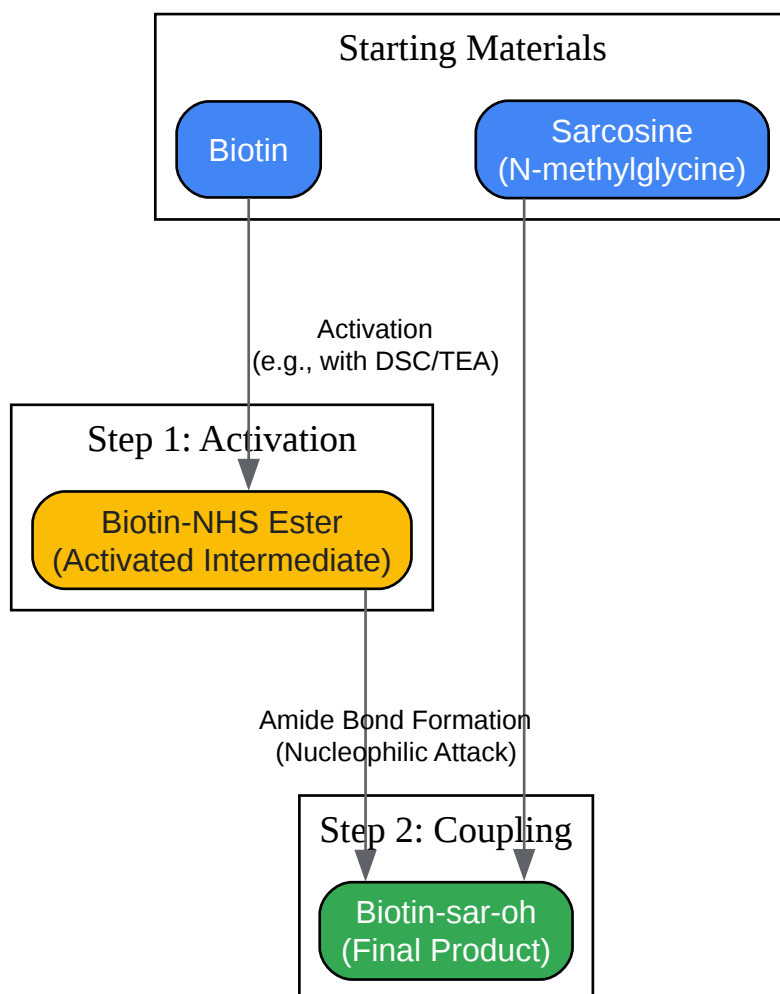 Starting Materials
Biotin
Sarcosine
(N-methylglycine)
Activation
(e.g., with DSC/TEA)
Step 1: Activation
Biotin-NHS Ester
(Activated Intermediate)
Amide Bond Formation
(Nucleophilic Attack)
Step 2: Coupling
Biotin-sar-oh
(Final Product)